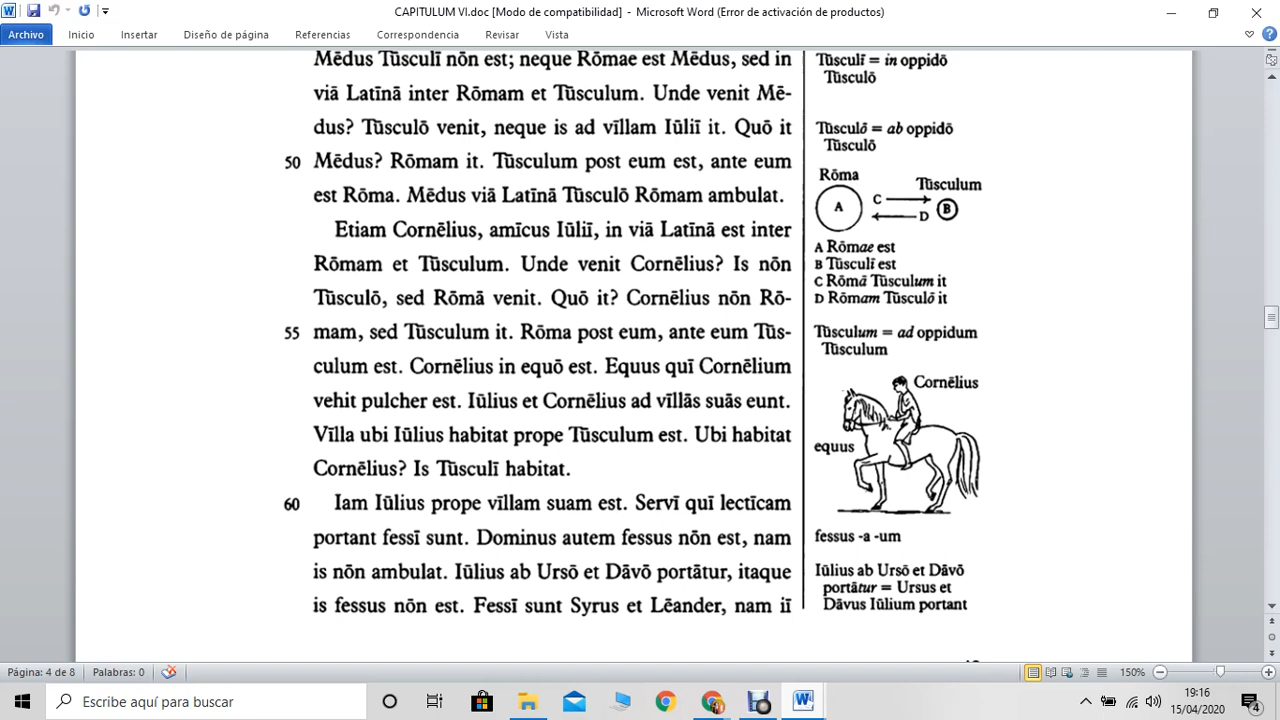 CAPITULUM VI.doc [Modo de compatibilidad] - Microsoft Word (Error de activación de productos)
Archivo Inicio Insertar Diseño de página Referencias Correspondencia Revisar Vista
Mēdus Tūsculī nōn est; neque Rōmae est Mēdus, sed in
viā Latīnā inter Rōmam et Tūsculum. Unde venit Mē-
dus? Tūsculō venit, neque is ad vīllam Iūliī it. Quō it
50 Mēdus? Rōmam it. Tūsculum post eum est, ante eum
est Rōma. Mēdus viā Latīnā Tūsculō Rōmam ambulat.
Etiam Cornēlius, amīcus Iūliī, in viā Latīnā est inter
Rōmam et Tūsculum. Unde venit Cornēlius? Is nōn
Tūsculō, sed Rōmā venit. Quō it? Cornēlius nōn Rō-
55 mam, sed Tūsculum it. Rōma post eum, ante eum Tūs-
culum est. Cornēlius in equō est. Equus quī Cornēlium
vehit pulcher est. Iūlius et Cornēlius ad vīllās suās eunt.
Vīlla ubi Iūlius habitat prope Tūsculum est. Ubi habitat
Cornēlius? Is Tūsculī habitat.
60 Iam Iūlius prope vīllam suam est. Servī quī lectīcam
portant fessī sunt. Dominus autem fessus nōn est, nam
is nōn ambulat. Iūlius ab Ursō et Dāvō portātur, itaque
is fessus nōn est. Fessī sunt Syrus et Lēander, nam iī
Tūsculī = in oppidō
Tūsculō
Tūsculō = ab oppidō
Tūsculō
Rōma
Tūsculum
A C D B
A Rōmae est
B Tūsculī est
C Rōmā Tūsculum it
D Rōmam Tūsculō it
Tūsculum = ad oppidum
Tūsculum
Cornēlius
equus
fessus -a -um
Iūlius ab Ursō et Dāvō
portātur = Ursus et
Dāvus Iūlium portant
Página: 4 de 8 Palabras: 0 150%
Escribe aquí para buscar
9:16
15/04/2020
4